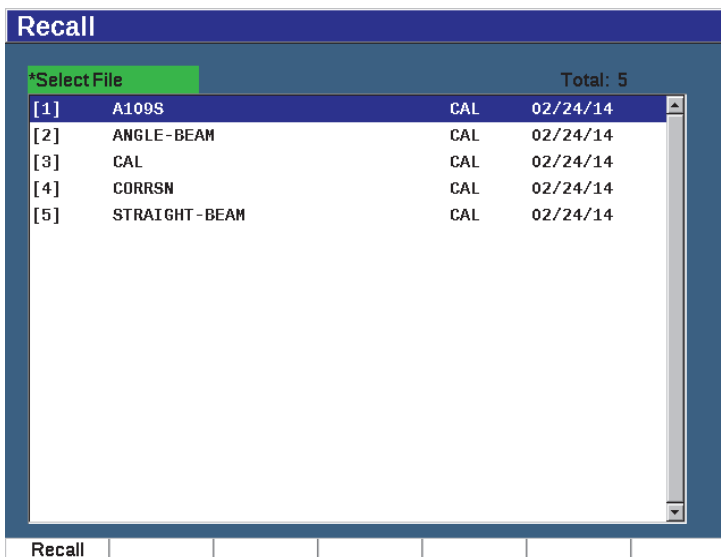 Recall
*Select File Total: 5
[1] A109S CAL 02/24/14
[2] ANGLE-BEAM CAL 02/24/14
[3] CAL CAL 02/24/14
[4] CORRSN CAL 02/24/14
[5] STRAIGHT-BEAM CAL 02/24/14
Recall